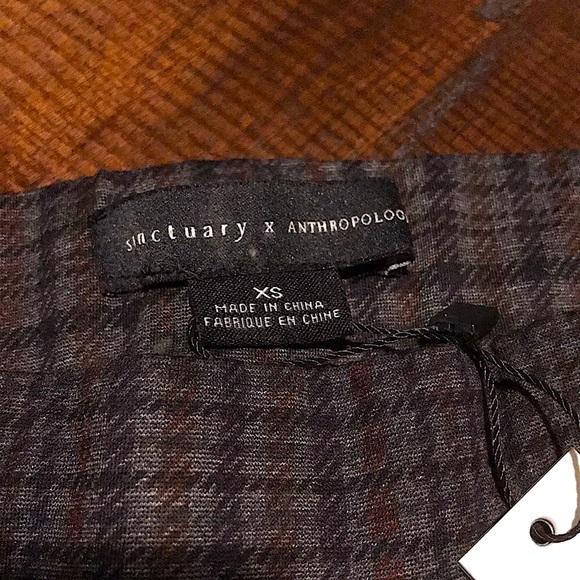 sanctuary x ANTHROPOLOG
XS
MADE IN CHINA
FABRIQUE EN CHINE